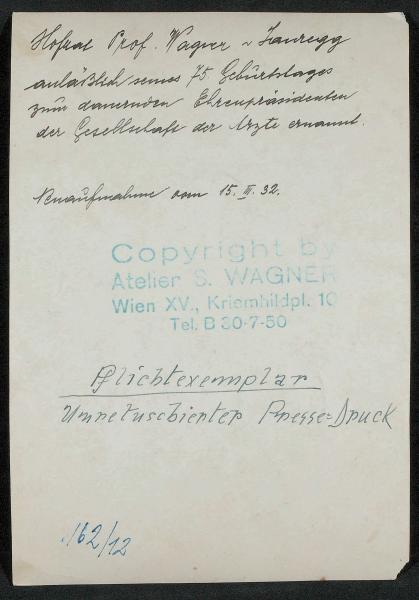 Hofrat Prof. Wagner v Jauregg
anläßlich seines 75 Geburtstages
zum dauernden Ehrenpräsidenten
der Gesellschaft der Ärzte ernannt.
Neuaufnahme vom 15. III. 32.
Copyright by
Atelier S. WAGNER
Wien XV., Kriemhildpl. 10
Tel. B 30-7-50
Pflichtexemplar
Unretuschierter Presse=Druck
162/12